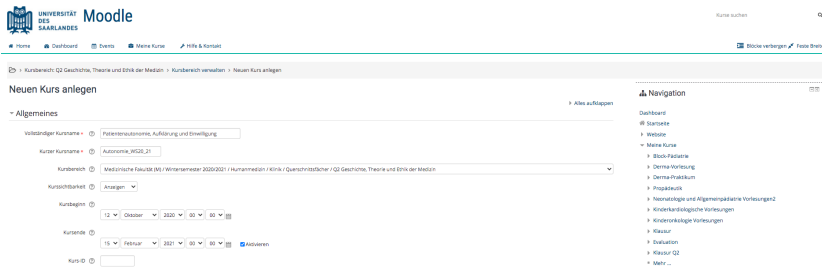 UNIVERSITÄT
DES
SAARLANDES
Moodle
Kurse suchen
Home Dashboard Events Meine Kurse Hilfe & Kontakt
Blöcke verbergen Feste Breite
Kursbereich: Q2 Geschichte, Theorie und Ethik der Medizin Kursbereich verwalten Neuen Kurs anlegen
Neuen Kurs anlegen
Alles aufklappen
Allgemeines
Vollständiger Kursname Patientenautonomie, Aufklärung und Einwilligung
Kurzer Kursname Autonomie_WS20_21
Kursbereich Medizinische Fakultät (M) / Wintersemester 2020/2021 / Humanmedizin / Klinik / Querschnittsfächer / Q2 Geschichte, Theorie und Ethik der Medizin
Kurssichtbarkeit Anzeigen
Kursbeginn
12 Oktober 2020 00 00
Kursende
15 Februar 2021 00 00 Aktivieren
Kurs-ID
Navigation
Dashboard
Startseite
Website
Meine Kurse
Block-Pädiatrie
Derma-Vorlesung
Derma-Praktikum
Propädeutik
Neonatologie und Allgemeinpädiatrie Vorlesungen2
Kinderkardiologische Vorlesungen
Kinderonkologie Vorlesungen
Klausur
Evaluation
Klausur Q2
Mehr ...